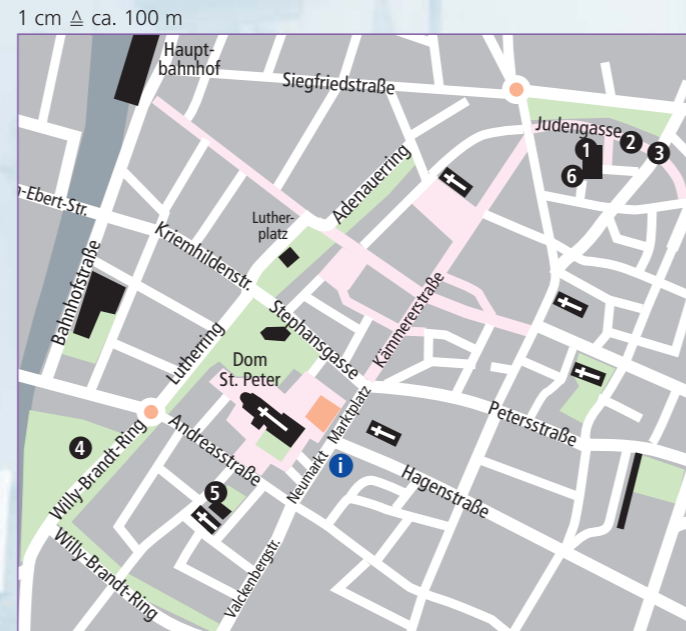 1 cm ≙ ca. 100 m
Haupt-
bahnhof
Siegfriedstraße
Judengasse
1
2
3
6
Adenauerring
Luther-
platz
n-Ebert-Str.
Kriemhildenstr.
Bahnhofstraße
Stephansgasse
Kämmererstraße
Lutherring
Dom
St. Peter
Marktplatz
Petersstraße
Andreasstraße
4
Willy-Brandt-Ring
5
Neumarkt
i
Hagenstraße
Willy-Brandt-Ring
Valckenbergstr.